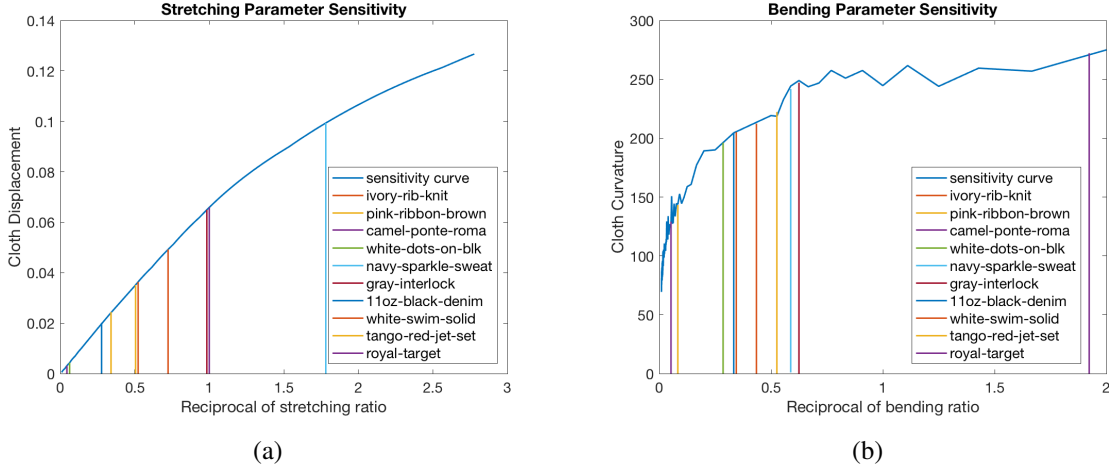 Stretching Parameter Sensitivity
0.14
0.12
0.1
0.08
0.06
0.04
0.02
0
Cloth Displacement
sensitivity curve
ivory-rib-knit
pink-ribbon-brown
camel-ponte-roma
white-dots-on-blk
navy-sparkle-sweat
gray-interlock
11oz-black-denim
white-swim-solid
tango-red-jet-set
royal-target
0 0.5 1 1.5 2 2.5 3
Reciprocal of stretching ratio
(a)
Bending Parameter Sensitivity
300
250
200
150
100
50
0
Cloth Curvature
sensitivity curve
ivory-rib-knit
pink-ribbon-brown
camel-ponte-roma
white-dots-on-blk
navy-sparkle-sweat
gray-interlock
11oz-black-denim
white-swim-solid
tango-red-jet-set
royal-target
0 0.5 1 1.5 2
Reciprocal of bending ratio
(b)